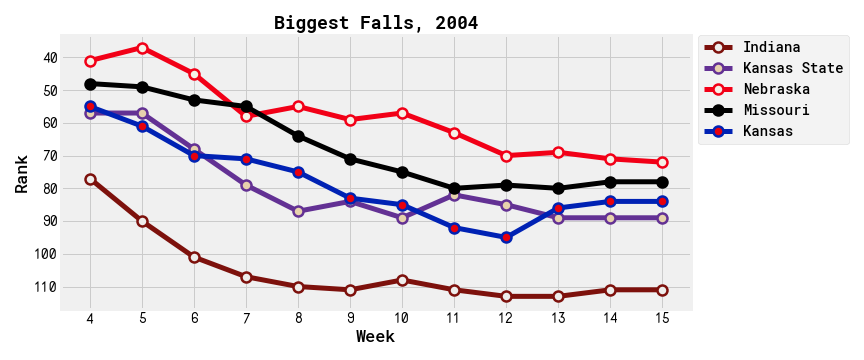 Biggest Falls, 2004
Rank
40
50
60
70
80
90
100
110
4 5 6 7 8 9 10 11 12 13 14 15
Week
Indiana
Kansas State
Nebraska
Missouri
Kansas